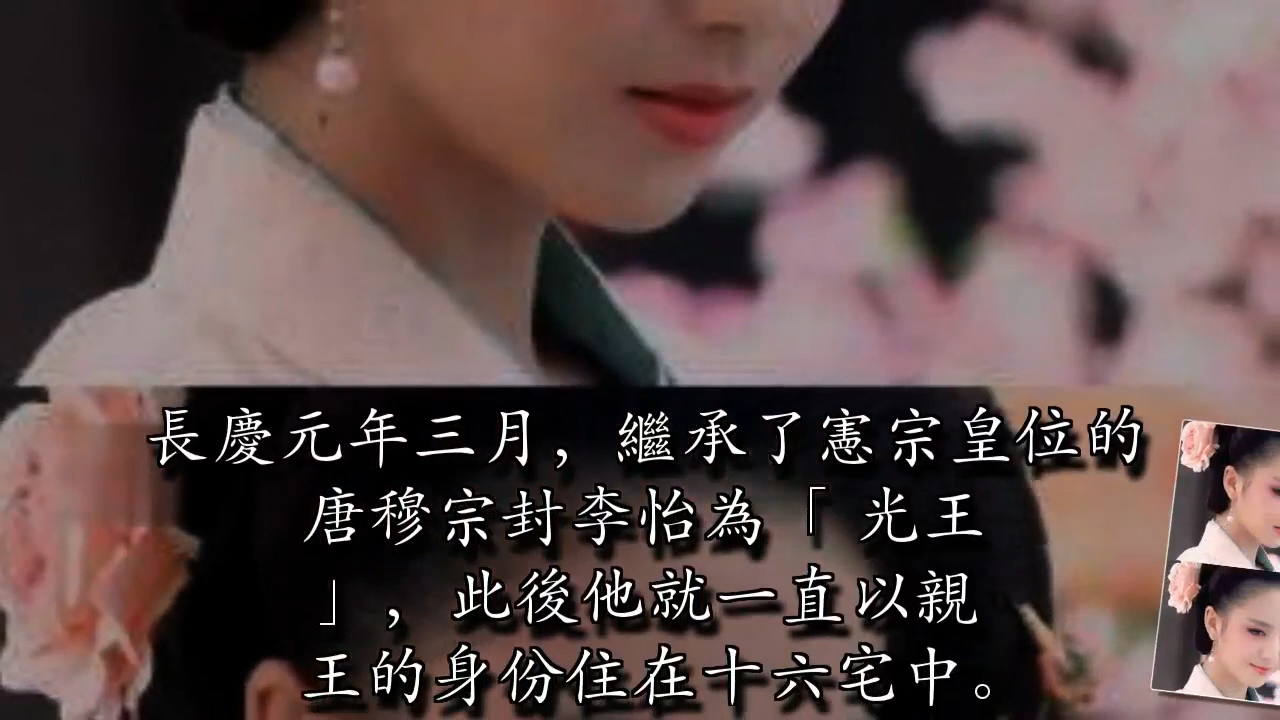 長慶元年三月，繼承了憲宗皇位的
唐穆宗封李怡為「 光王
」，此後他就一直以親
王的身份住在十六宅中。